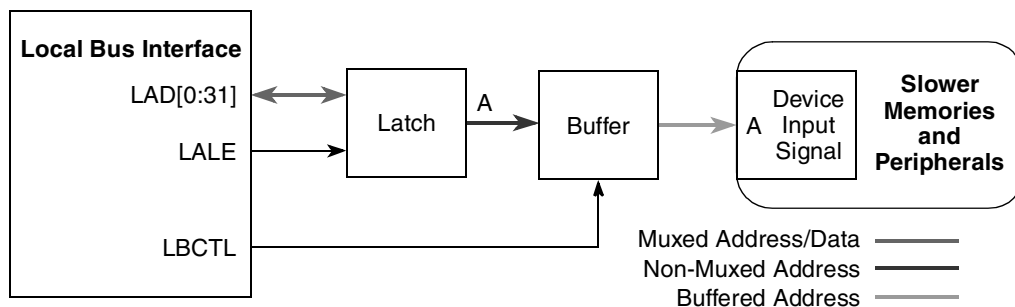 Local Bus Interface
LAD[0:31]
LALE
LBCTL
Latch
A
Buffer
A
Device
Input
Signal
Slower
Memories
and
Peripherals
Muxed Address/Data
Non-Muxed Address
Buffered Address